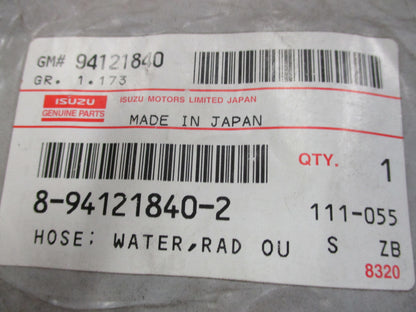 GM# 94121840
GR. 1.173
ISUZU
GENUINE PARTS
ISUZU MOTORS LIMITED JAPAN
MADE IN JAPAN
QTY. 1
8-94121840-2 111-055
HOSE; WATER,RAD OU S ZB
8320